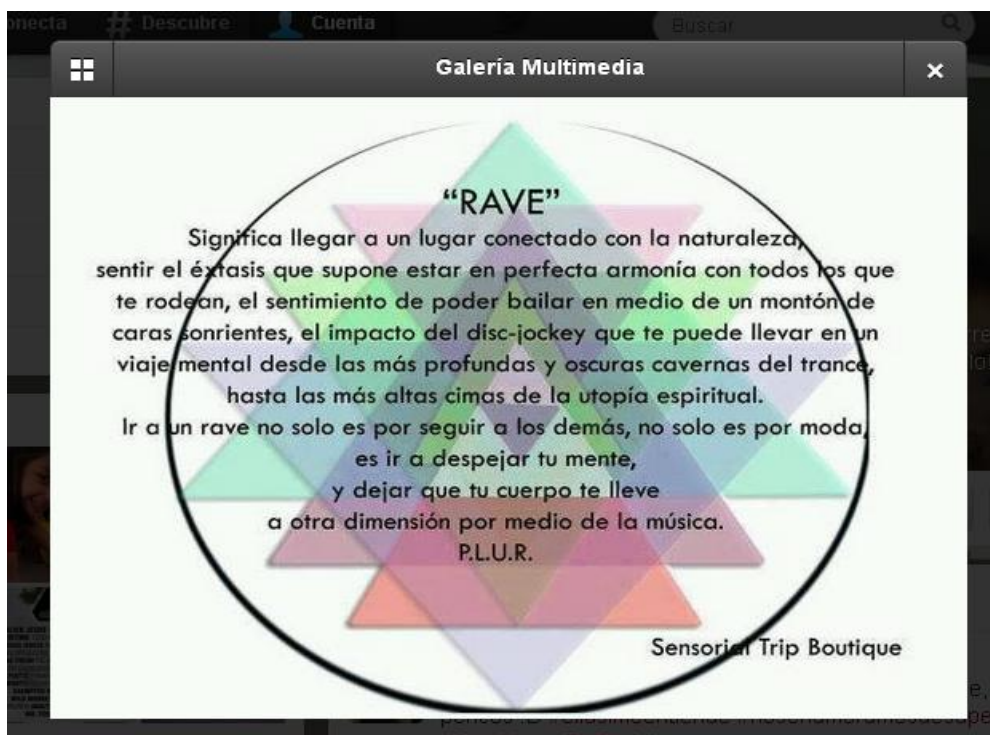 # Descubre
Cuenta
Buscar
Galería Multimedia
“RAVE”
Significa llegar a un lugar conectado con la naturaleza,
sentir el éxtasis que supone estar en perfecta armonía con todos los que
te rodean, el sentimiento de poder bailar en medio de un montón de
caras sonrientes, el impacto del disc-jockey que te puede llevar en un
viaje mental desde las más profundas y oscuras cavernas del trance,
hasta las más altas cimas de la utopía espiritual.
Ir a un rave no solo es por seguir a los demás, no solo es por moda,
es ir a despejar tu mente,
y dejar que tu cuerpo te lleve
a otra dimensión por medio de la música.
P.L.U.R.
Sensorial Trip Boutique